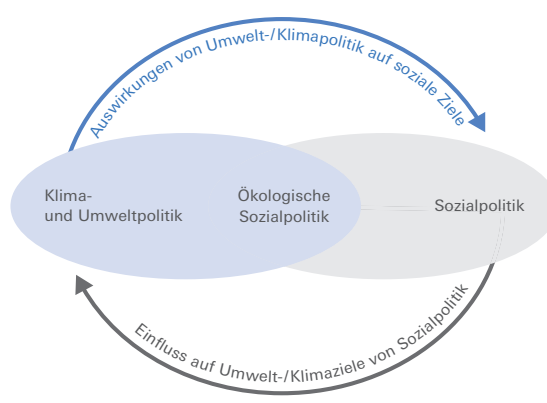 Auswirkungen von Umwelt-/Klimapolitik auf soziale Ziele
Klima-
und Umweltpolitik
Ökologische
Sozialpolitik
Sozialpolitik
Einfluss auf Umwelt-/Klimaziele von Sozialpolitik